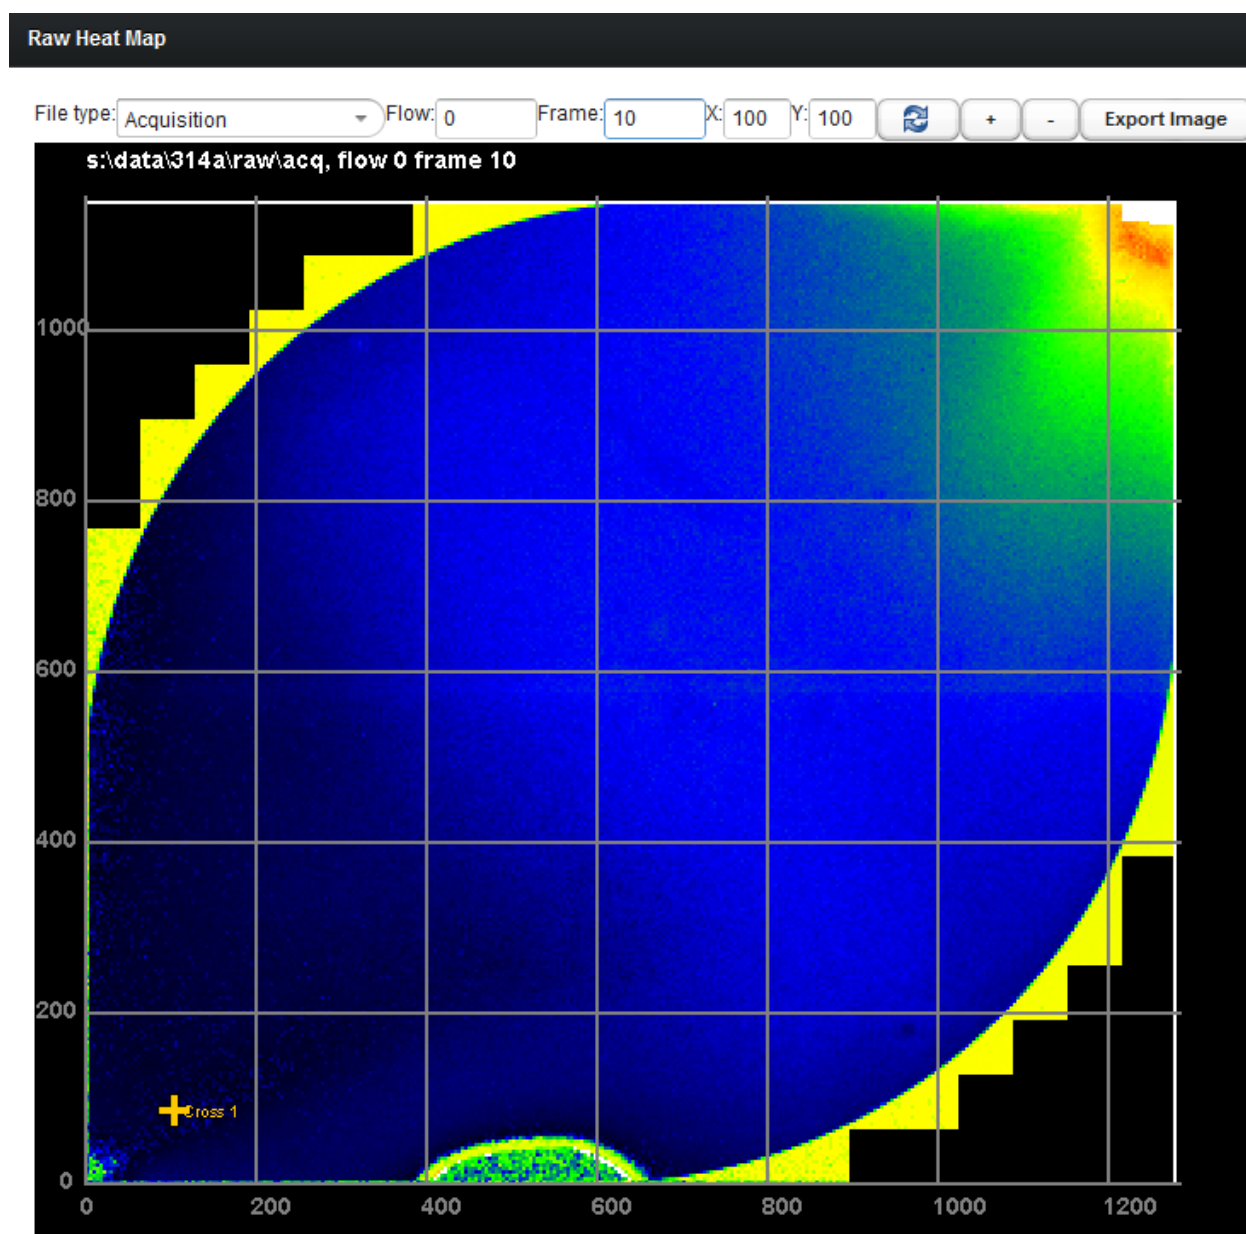 Raw Heat Map
File type: Acquisition Flow: 0 Frame: 10 X: 100 Y: 100 + - Export Image
s:\data\314a\raw\acq, flow 0 frame 10
1000
800
600
400
200
Cross 1
0
0 200 400 600 800 1000 1200